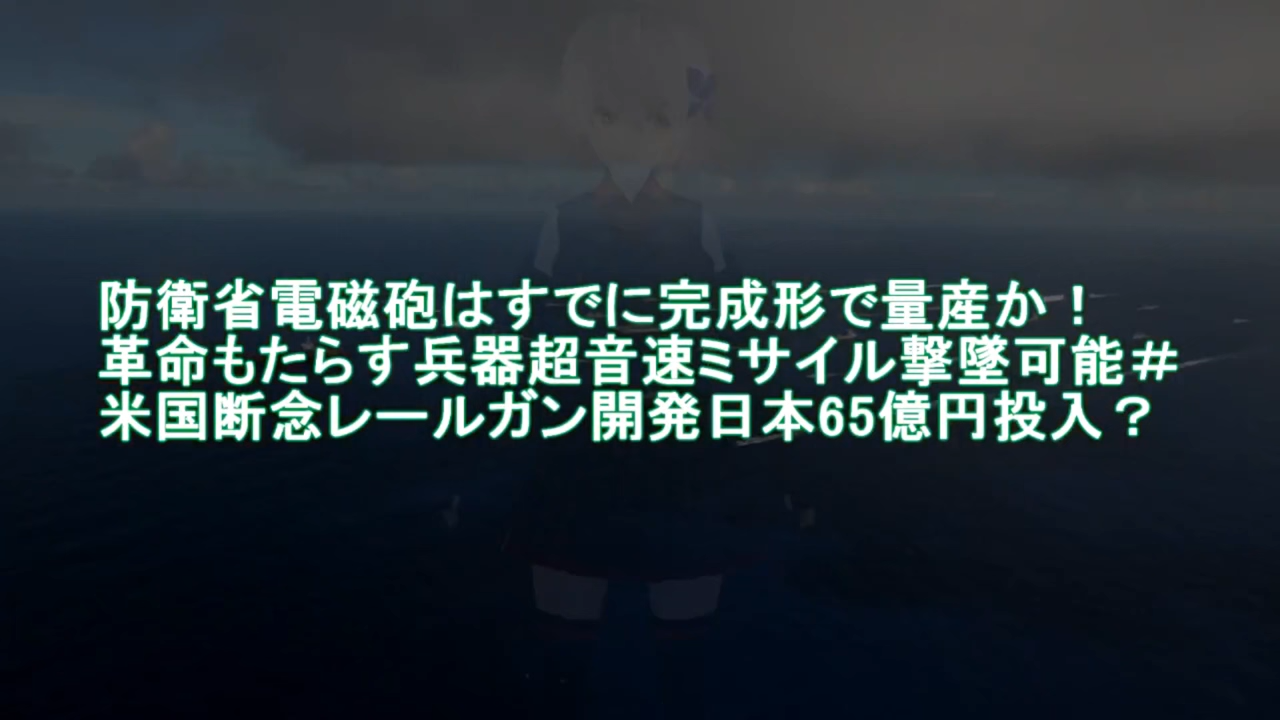 防衛省電磁砲はすでに完成形で量産か！
革命もたらす兵器超音速ミサイル撃墜可能＃
米国断念レールガン開発日本65億円投入？